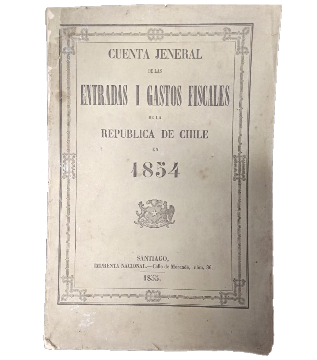 CUENTA JENERAL
DE LAS
ENTRADAS I GASTOS FISCALES
DE LA
REPUBLICA DE CHILE
EN
1854
SANTIAGO,
IMPRENTA NACIONAL.—Calle de Morande, núm. 36
1855.